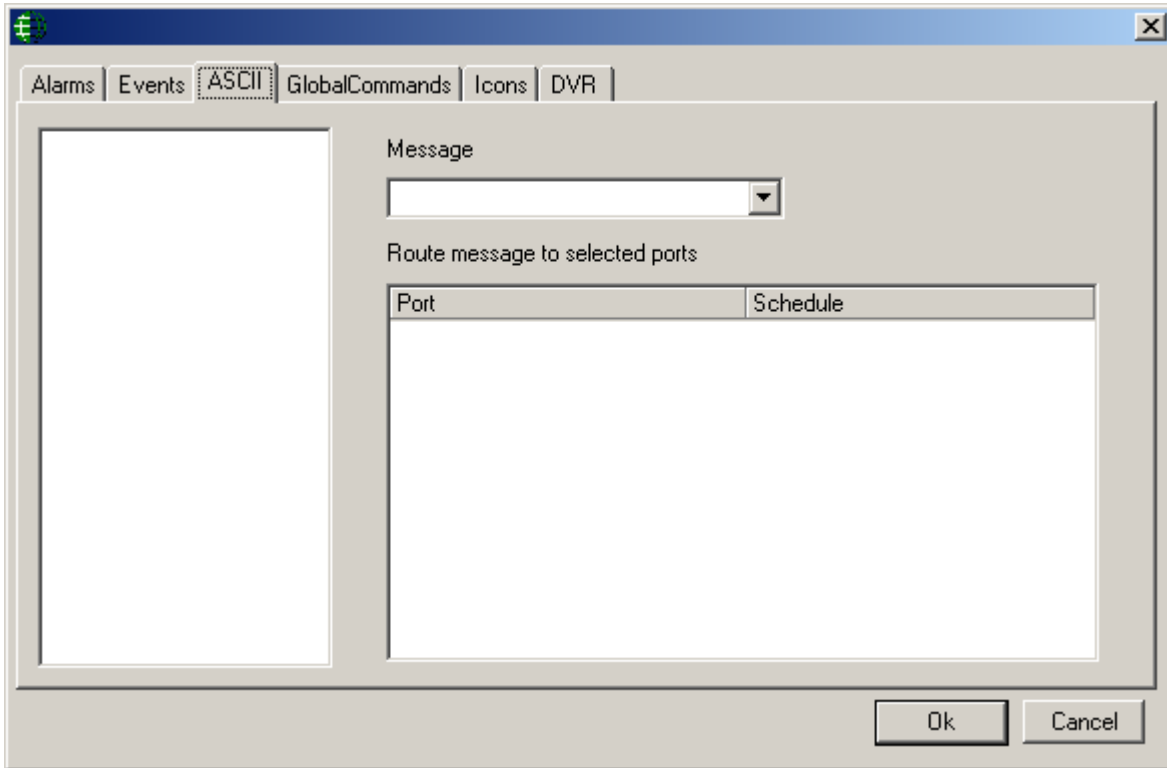 Alarms Events ASCII GlobalCommands Icons DVR
Message
Route message to selected ports
Port Schedule
Ok Cancel